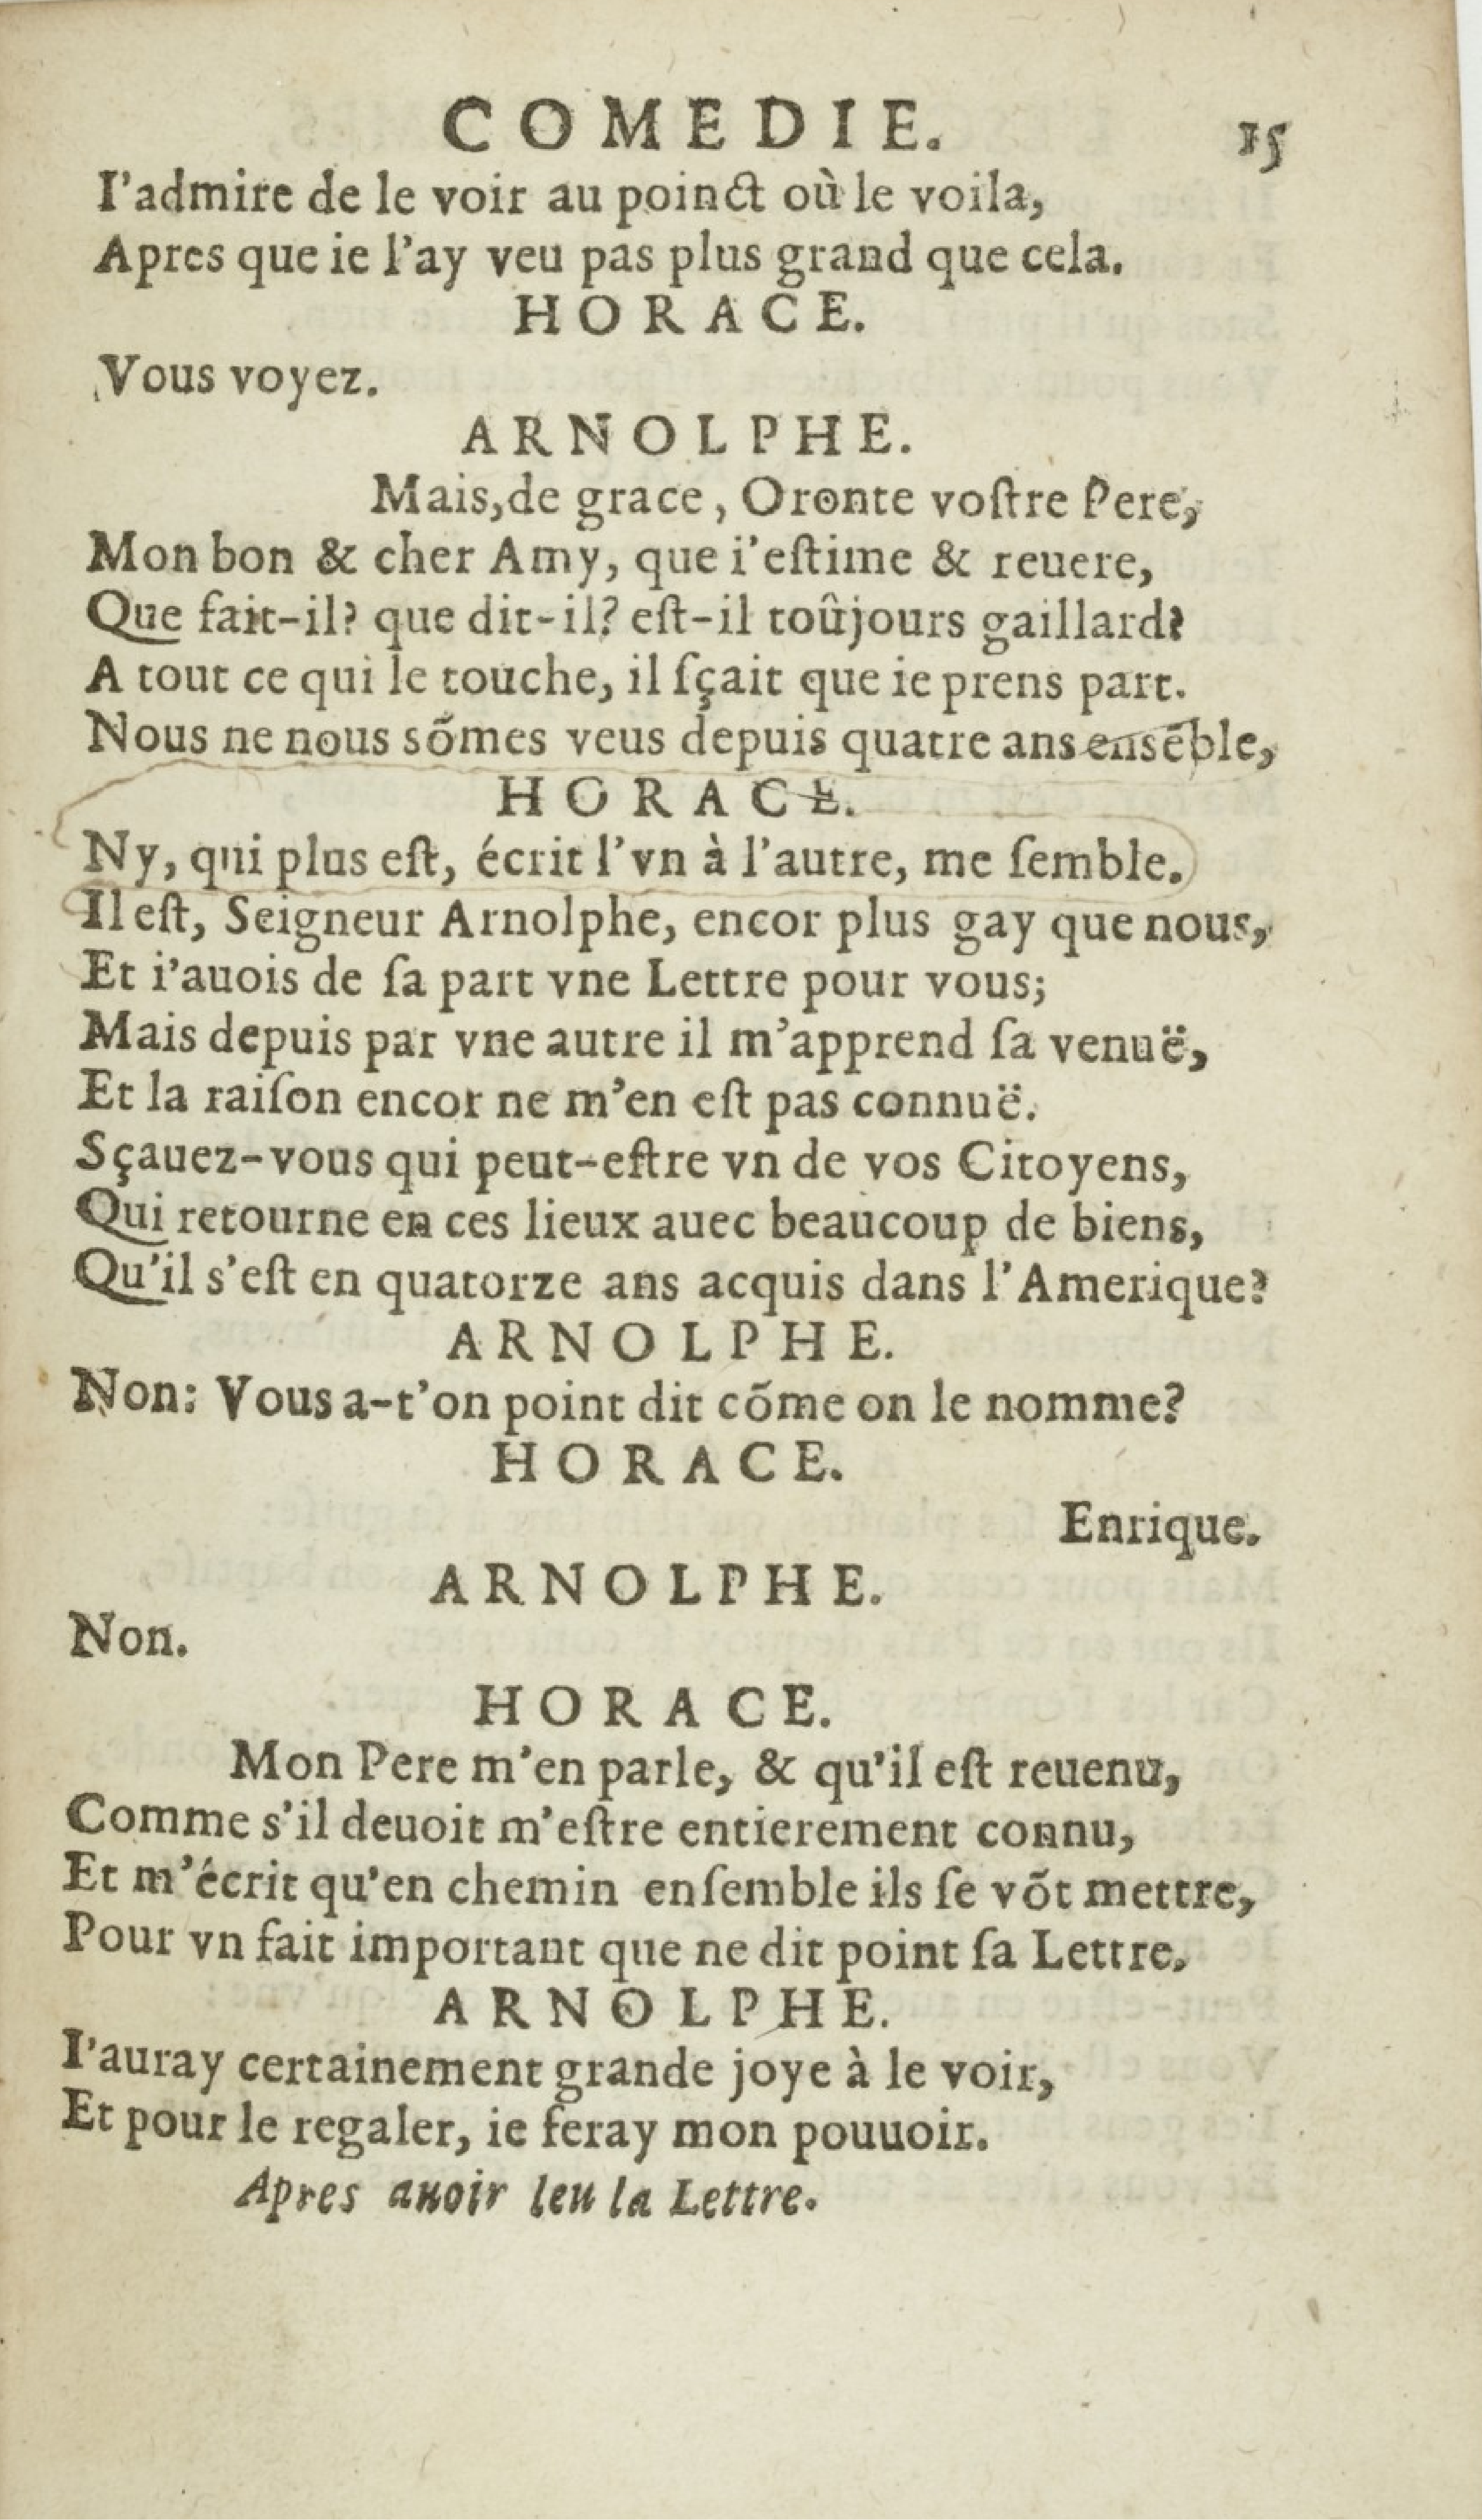 COMEDIE. 15
I'admire de le voir au poinct où le voila,
Apres que ie l'ay veu pas plus grand que cela.
HORACE.
Vous voyez.
ARNOLPHE.
Mais, de grace, Oronte voſtre Pere,
Mon bon & cher Amy, que i'eſtime & reuere,
Que fait-il? que dit-il? eſt-il toûjours gaillard?
A tout ce qui le touche, il ſçait que ie prens part.
Nous ne nous sõmes veus depuis quatre ans ensẽble,
HORACE.
Ny, qui plus eſt, écrit l'vn à l'autre, me ſemble.
Il eſt, Seigneur Arnolphe, encor plus gay que nous,
Et i'auois de ſa part vne Lettre pour vous;
Mais depuis par vne autre il m'apprend ſa venuë,
Et la raiſon encor ne m'en eſt pas connuë.
Sçauez-vous qui peut-eſtre vn de vos Citoyens,
Qui retourne en ces lieux auec beaucoup de biens,
Qu'il s'eſt en quatorze ans acquis dans l'Amerique?
ARNOLPHE.
Non: Vous a-t'on point dit cõme on le nomme?
HORACE.
Enrique.
ARNOLPHE.
Non.
HORACE.
Mon Pere m'en parle, & qu'il eſt reuenu,
Comme s'il deuoit m'eſtre entierement connu,
Et m'écrit qu'en chemin enſemble ils ſe võt mettre,
Pour vn fait important que ne dit point ſa Lettre.
ARNOLPHE.
I'auray certainement grande joye à le voir,
Et pour le regaler, ie feray mon pouuoir.
Apres auoir leu la Lettre.